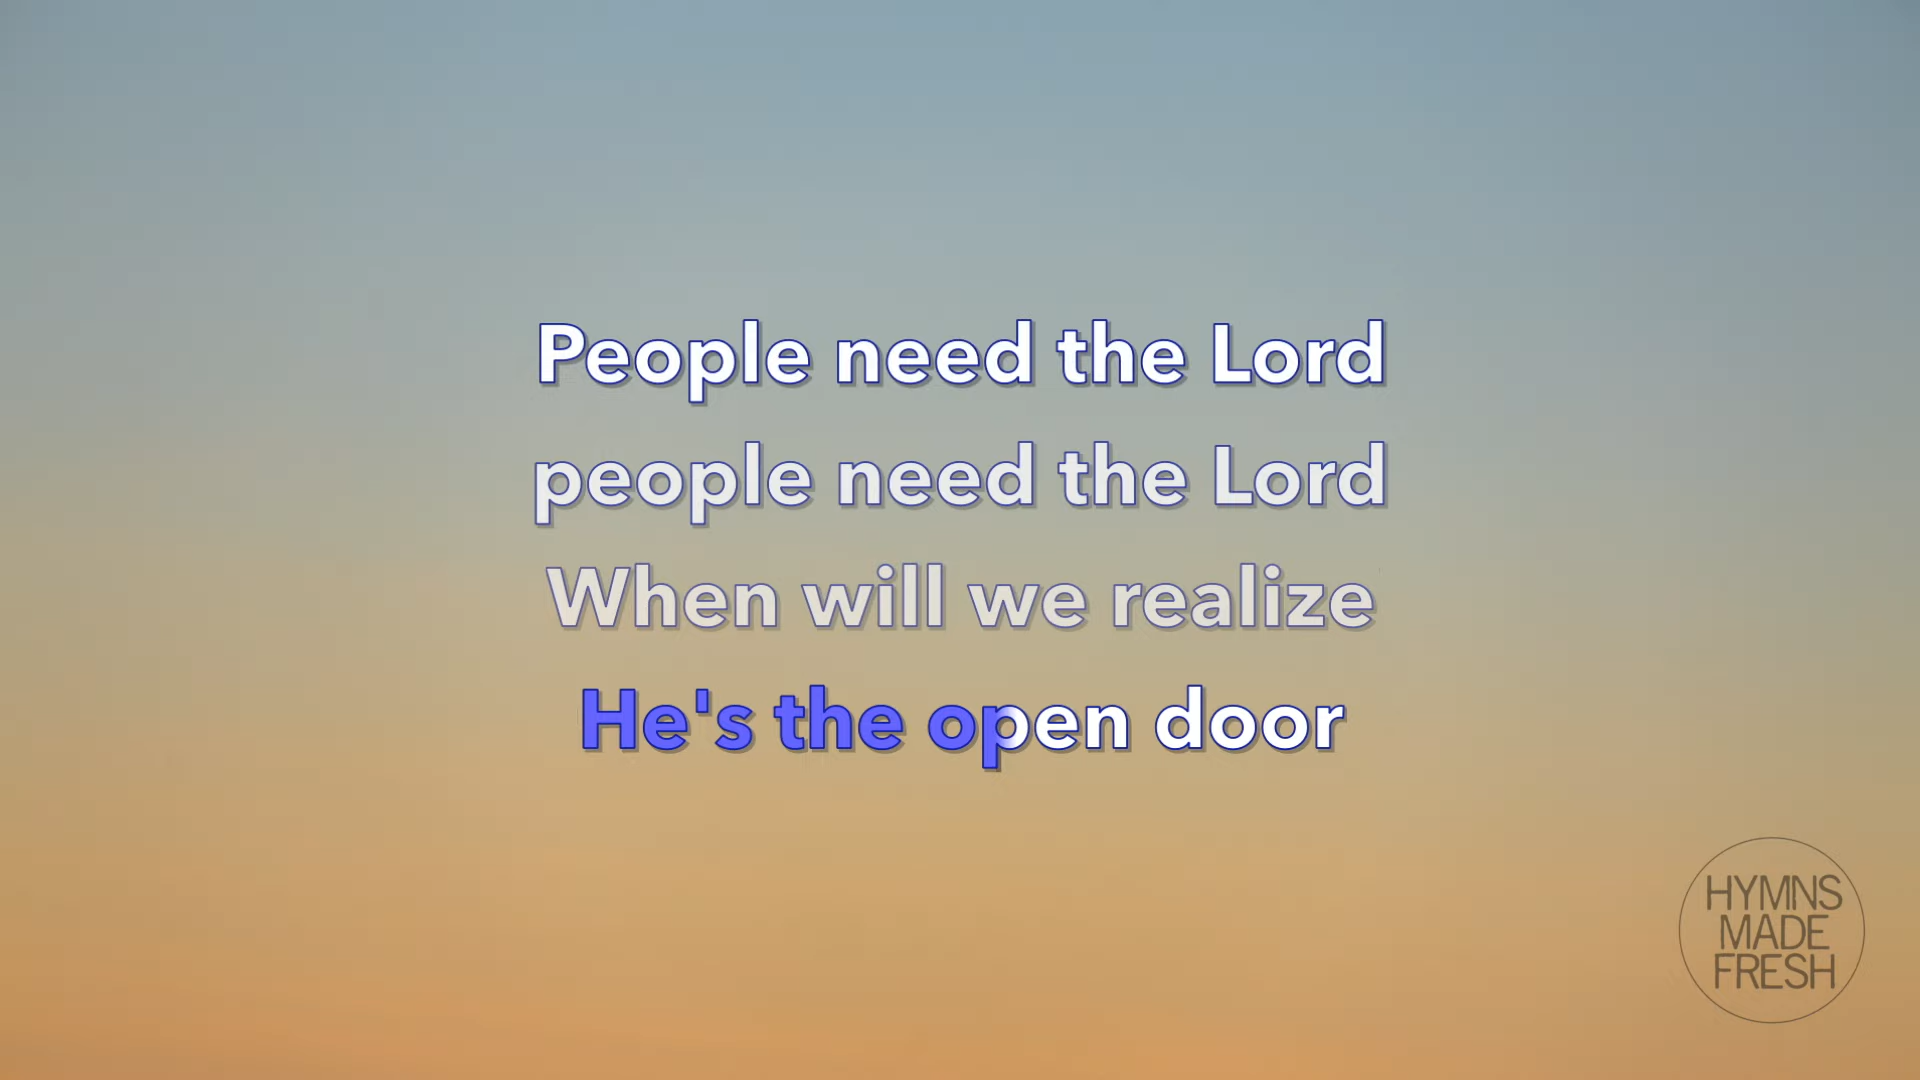 People need the Lord
people need the Lord
When will we realize
He's the open door
HYMNS
MADE
FRESH